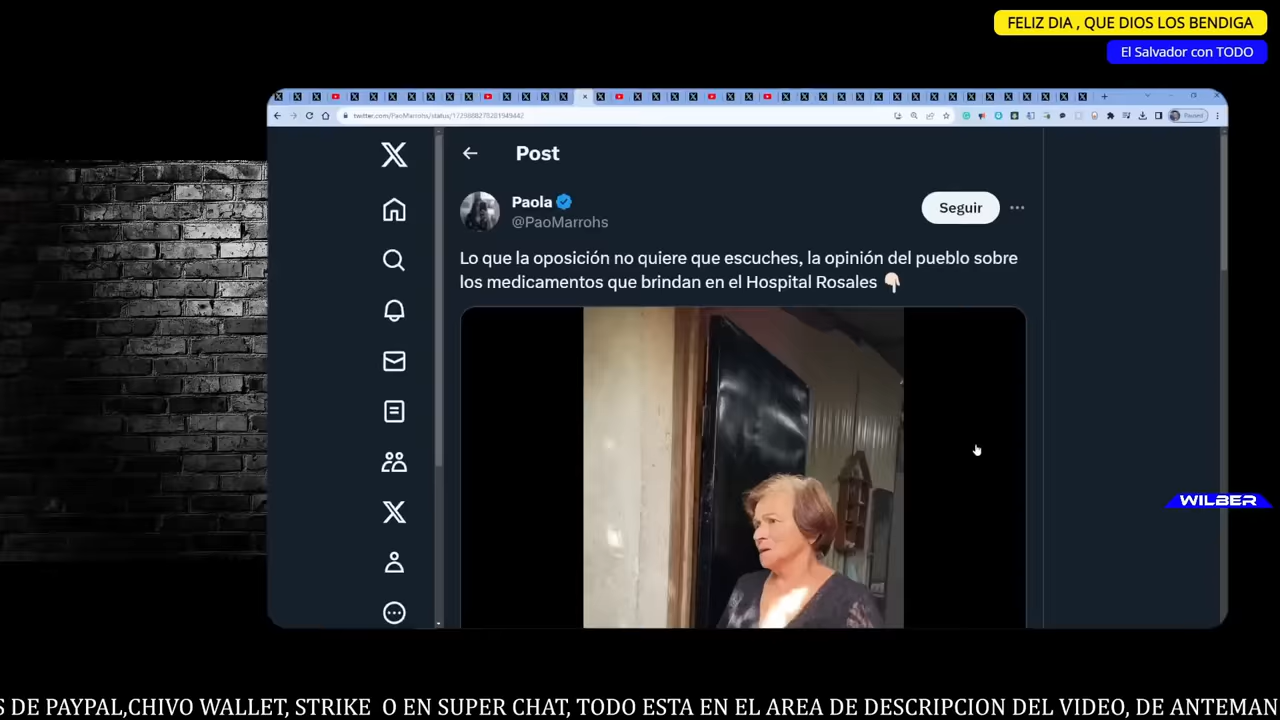 FELIZ DIA , QUE DIOS LOS BENDIGA
El Salvador con TODO
Post
Paola
@PaoMarrohs
Seguir
Lo que la oposición no quiere que escuches, la opinión del pueblo sobre
los medicamentos que brindan en el Hospital Rosales
WILBER
S DE PAYPAL,CHIVO WALLET, STRIKE O EN SUPER CHAT, TODO ESTA EN EL AREA DE DESCRIPCION DEL VIDEO, DE ANTEMAN